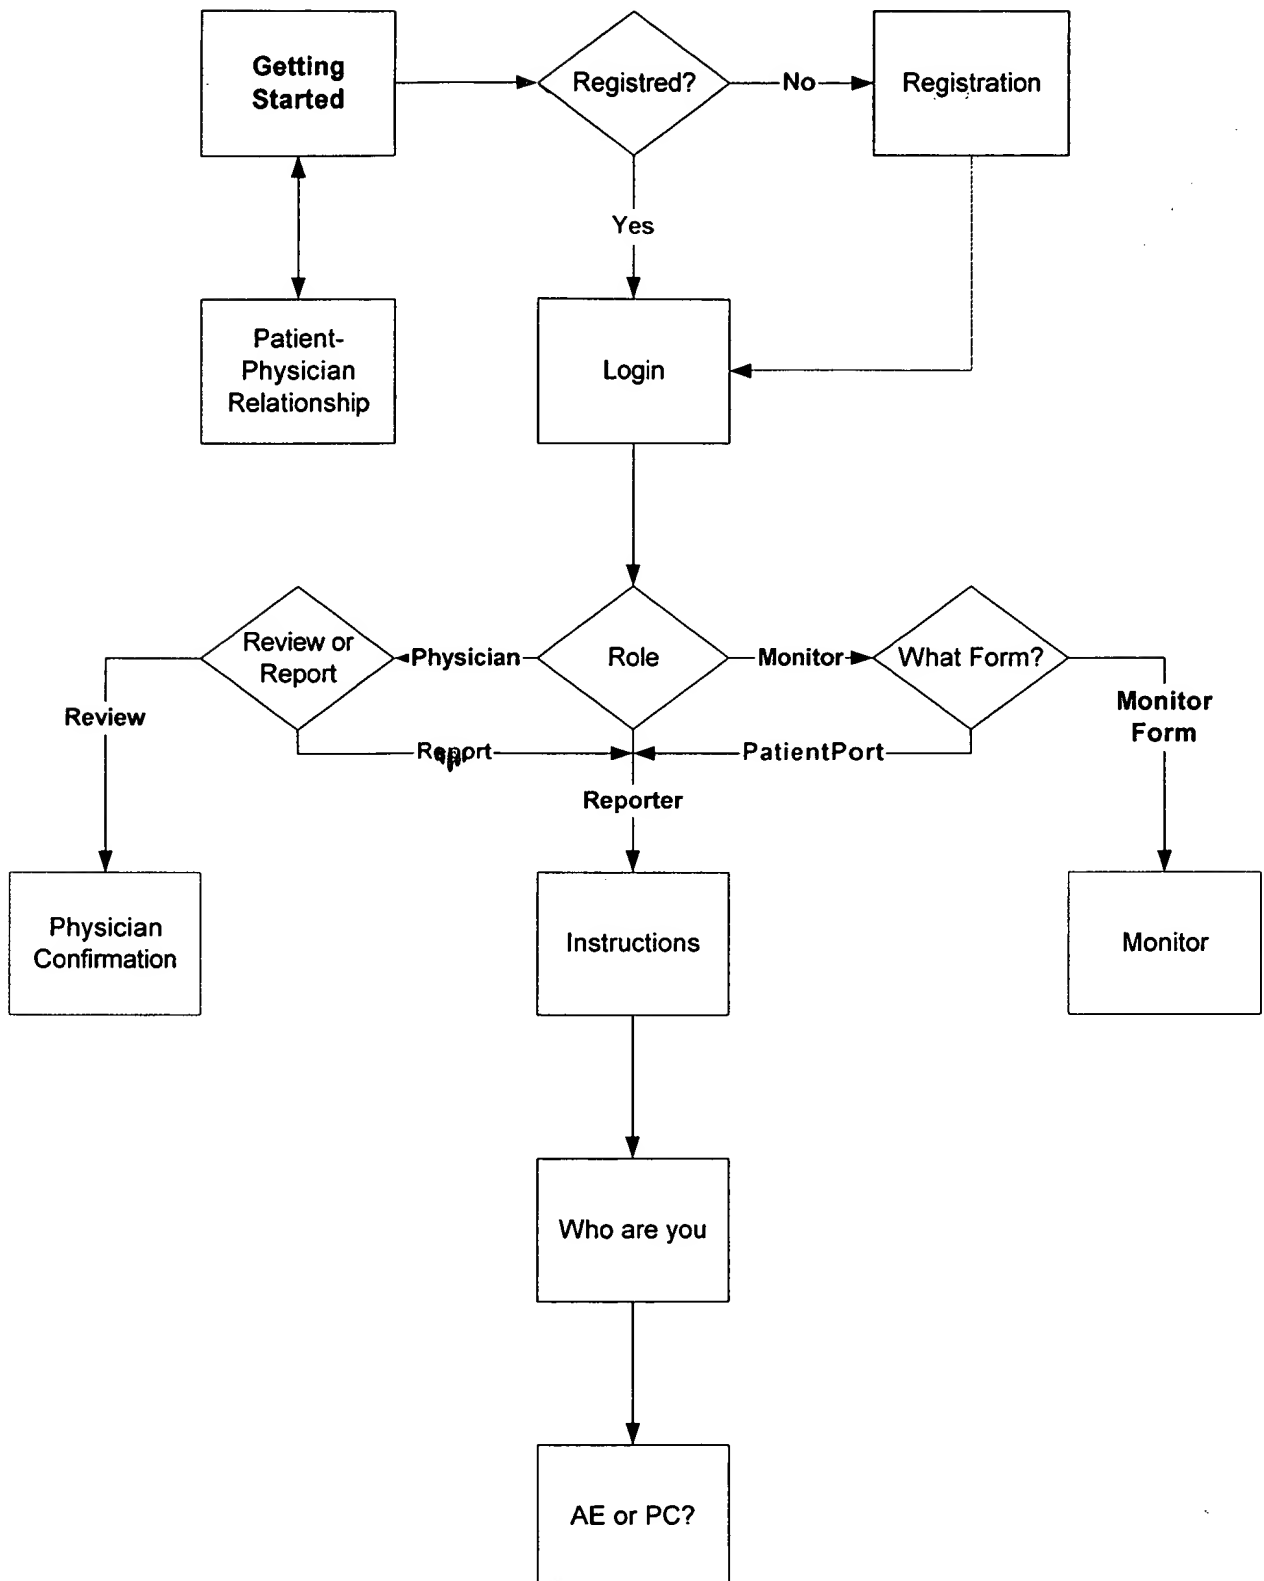 Getting
Started
Registred?
No
Registration
Yes
Patient-
Physician
Relationship
Login
Review or
Report
Physician
Role
Monitor
What Form?
Review
Monitor
Form
Report
PatientPort
Reporter
Physician
Confirmation
Instructions
Monitor
Who are you
AE or PC?